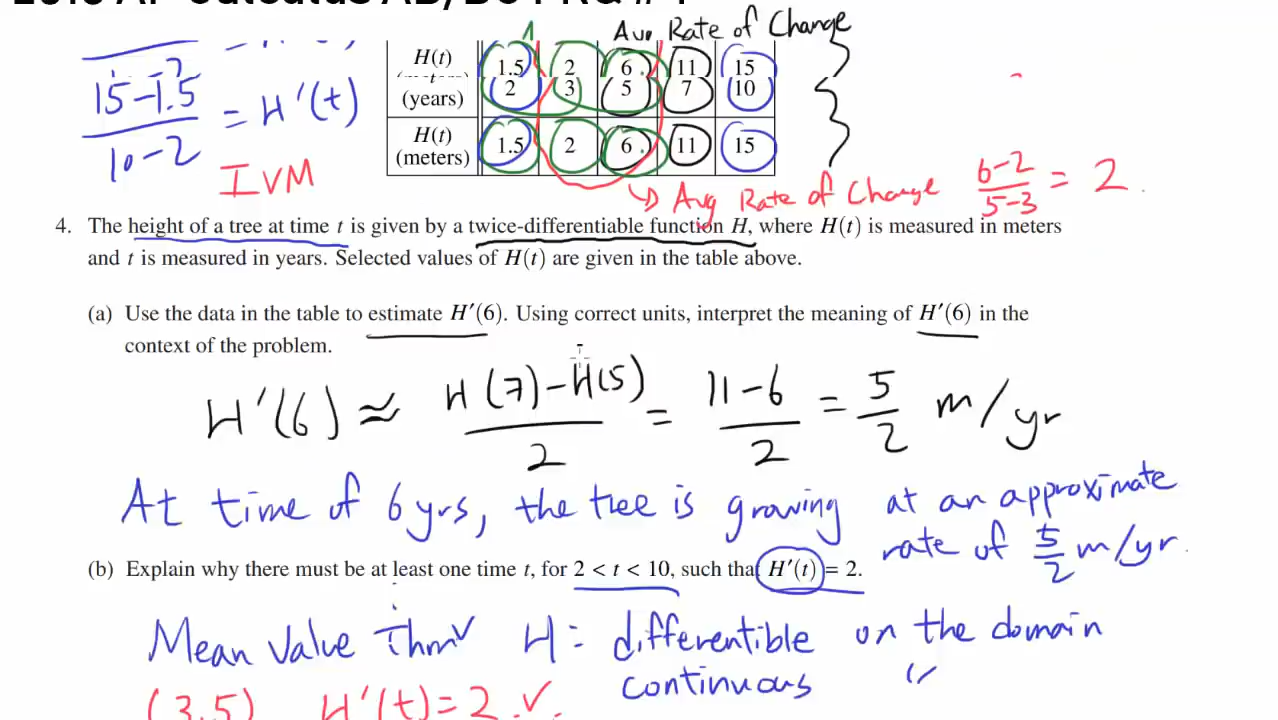 Avg Rate of Change
15-1.5 = H'(t)
10-2
IVM
H(t) 1.5 2 6 11 15
t
(years) 2 3 5 7 10
H(t)
(meters) 1.5 2 6 11 15
→ Avg Rate of Change 6-2 = 2
5-3
4. The height of a tree at time t is given by a twice-differentiable function H, where H(t) is measured in meters
and t is measured in years. Selected values of H(t) are given in the table above.
(a) Use the data in the table to estimate H′(6). Using correct units, interpret the meaning of H′(6) in the
context of the problem.
H'(6) ≈ H(7)-H(5) / 2 = 11-6 / 2 = 5/2 m/yr
At time of 6 yrs, the tree is growing at an approximate
rate of 5/2 m/yr.
(b) Explain why there must be at least one time t, for 2 < t < 10, such that H′(t) = 2.
Mean Value Thm✓ H = differentible on the domain
continuous
(3,5) H'(t)=2 ✓.